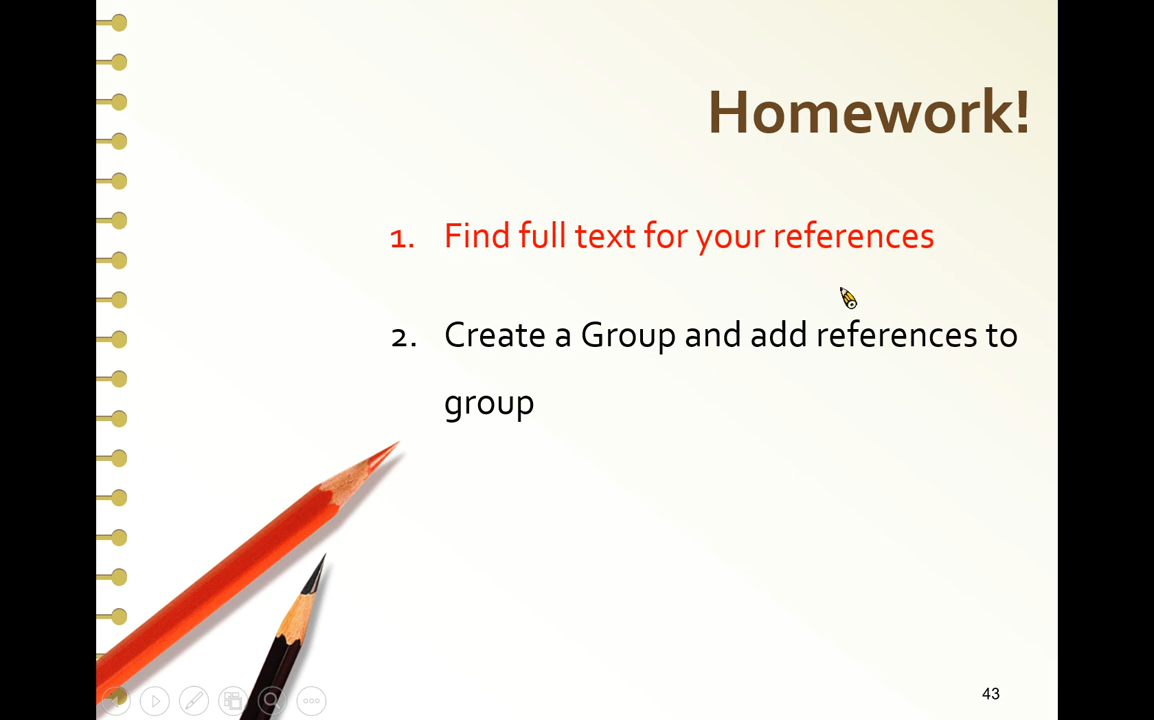 Homework!
1. Find full text for your references
2. Create a Group and add references to
group
43